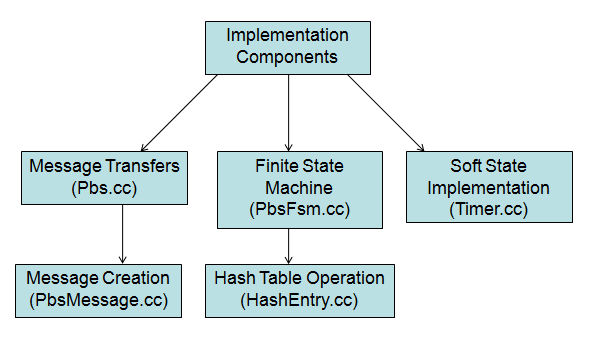 Implementation
Components
Message Transfers
(Pbs.cc)
Finite State
Machine
(PbsFsm.cc)
Soft State
Implementation
(Timer.cc)
Message Creation
(PbsMessage.cc)
Hash Table Operation
(HashEntry.cc)